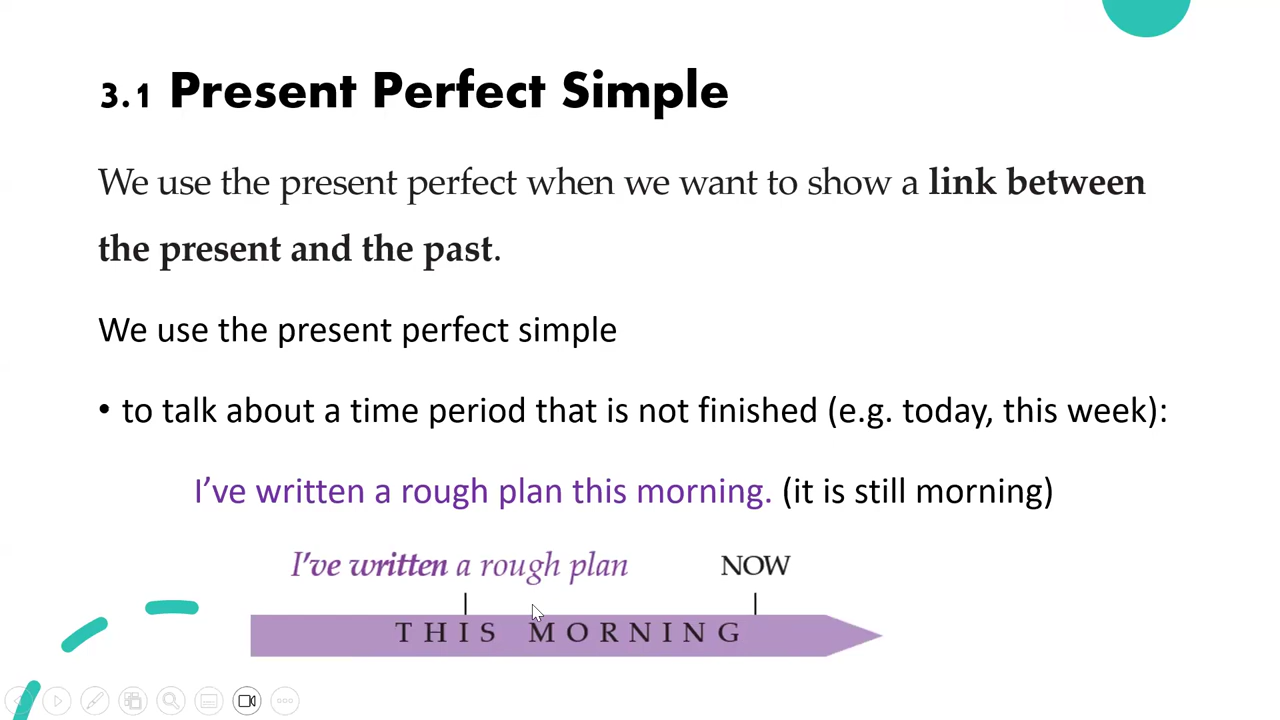 3.1 Present Perfect Simple
We use the present perfect when we want to show a link between
the present and the past.
We use the present perfect simple
• to talk about a time period that is not finished (e.g. today, this week):
I’ve written a rough plan this morning. (it is still morning)
I’ve written a rough plan NOW
THIS MORNING